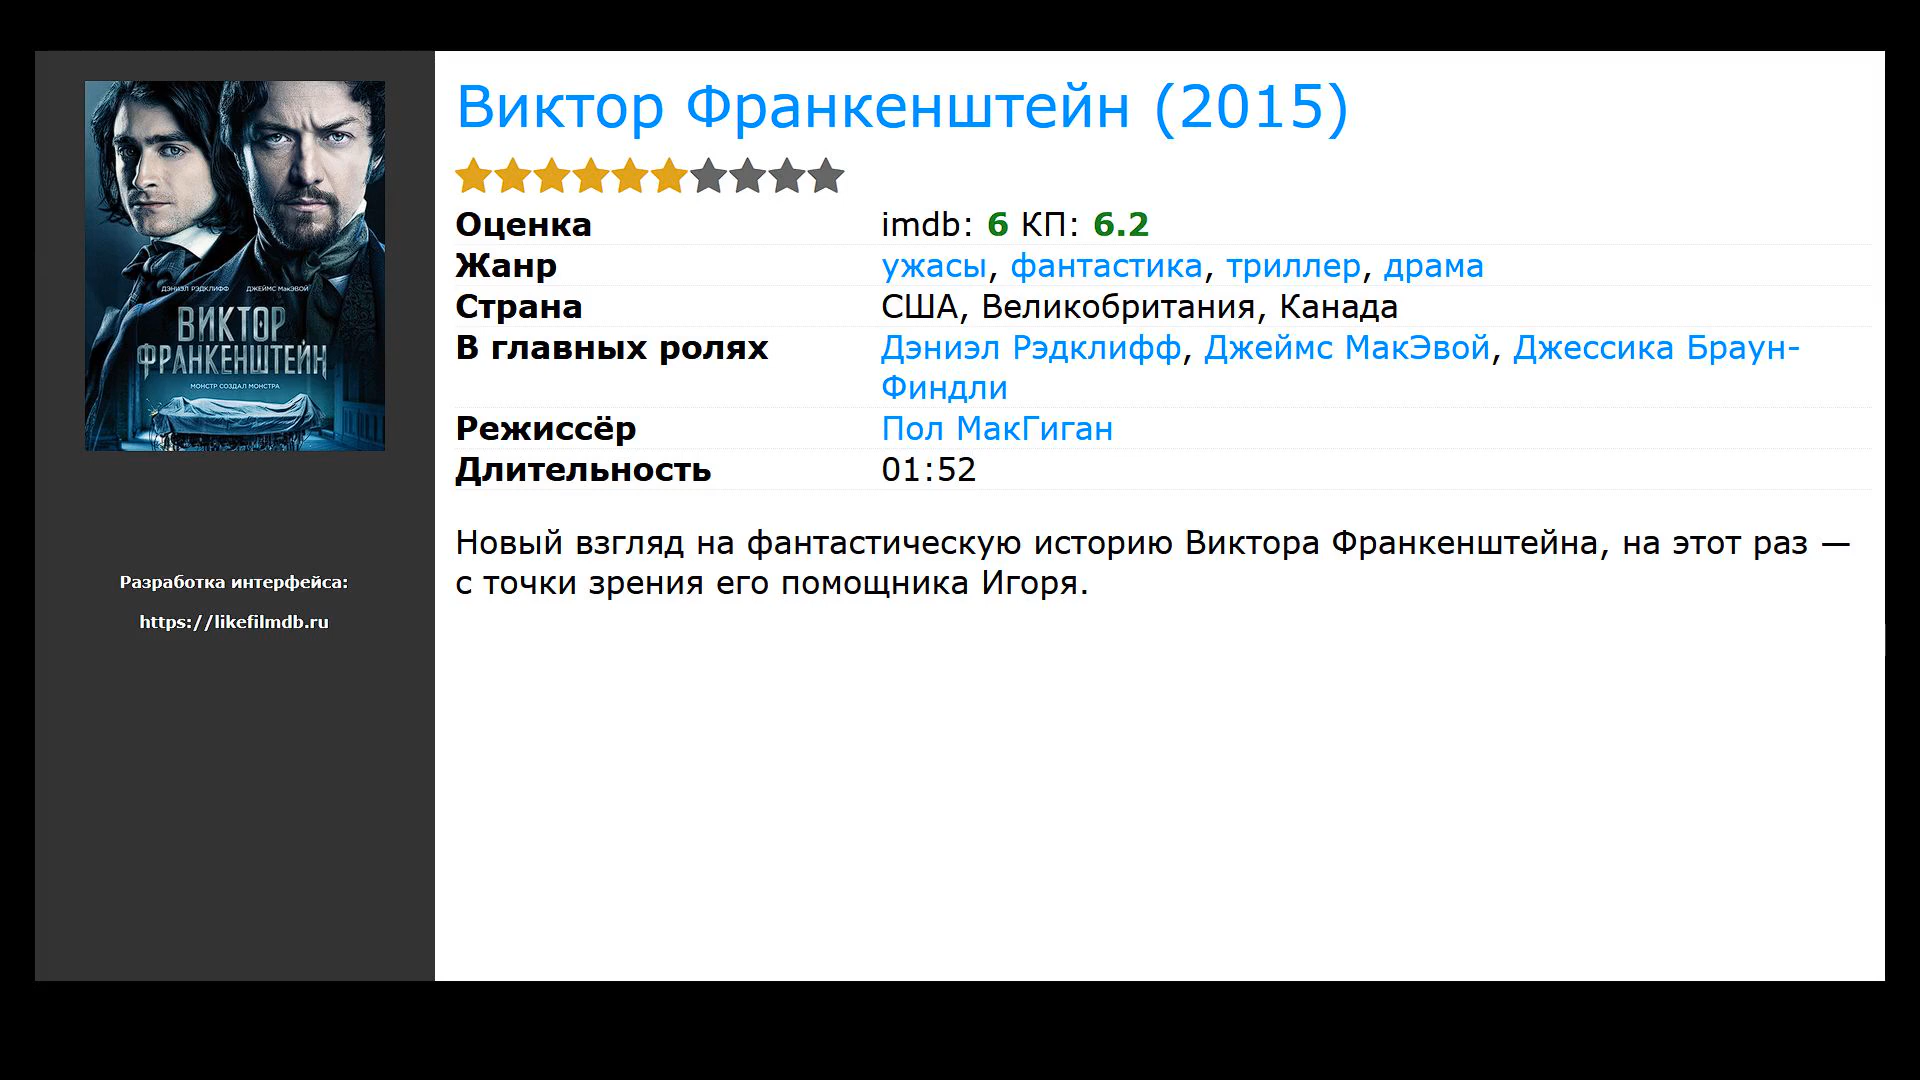 ДЭНИЭЛ РЭДКЛИФФ ДЖЕЙМС МакЭВОЙ
ВИКТОР
ФРАНКЕНШТЕЙН
МОНСТР СОЗДАЛ МОНСТРА
Разработка интерфейса:
https://likefilmdb.ru
Виктор Франкенштейн (2015)
Оценка imdb: 6 КП: 6.2
Жанр ужасы, фантастика, триллер, драма
Страна США, Великобритания, Канада
В главных ролях Дэниэл Рэдклифф, Джеймс МакЭвой, Джессика Браун-
Финдли
Режиссёр Пол МакГиган
Длительность 01:52
Новый взгляд на фантастическую историю Виктора Франкенштейна, на этот раз —
с точки зрения его помощника Игоря.